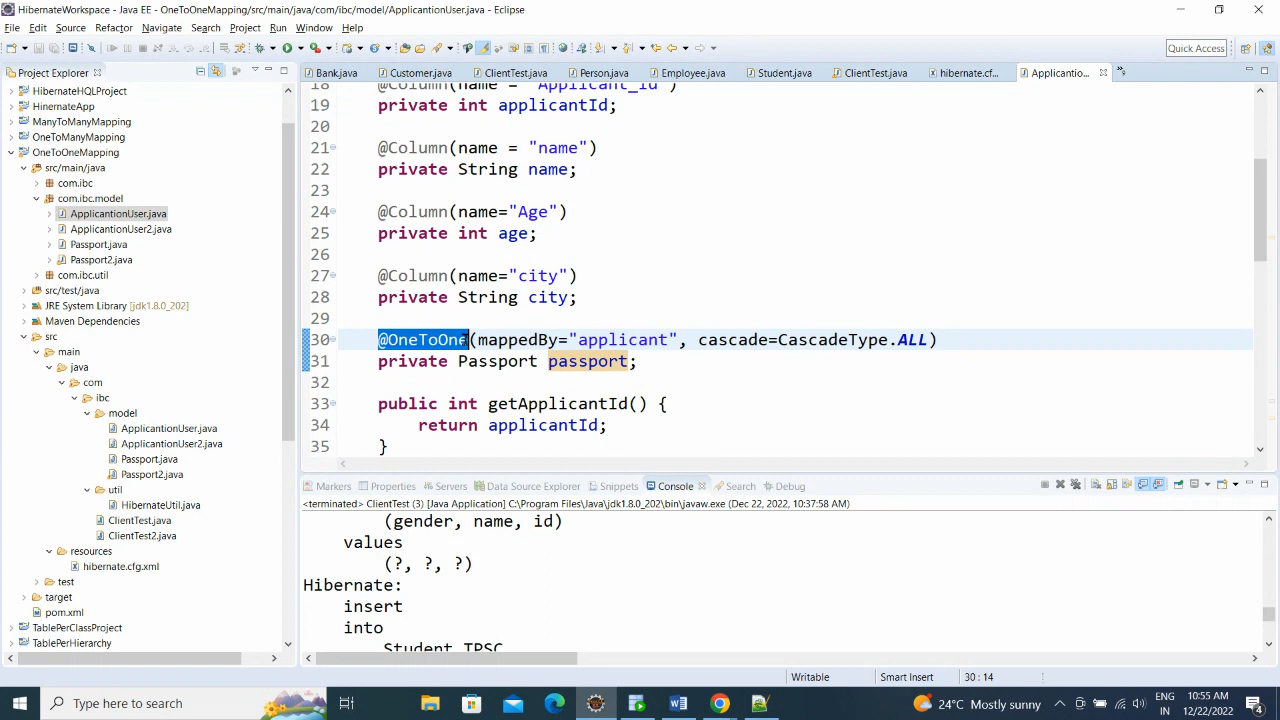 HibernateWorkspace - Java EE - OneToOneMapping/src/main/java/com/ibc/model/ApplicantionUser.java - Eclipse
File Edit Source Refactor Navigate Search Project Run Window Help
Quick Access
Project Explorer
HibernateHQLProject
HinernateApp
ManyToManyMapping
OneToManyMapping
OneToOneMapping
src/main/java
com.ibc
com.ibc.model
ApplicantionUser.java
ApplicantionUser2.java
Passport.java
Passport2.java
com.ibc.util
src/test/java
JRE System Library [jdk1.8.0_202]
Maven Dependencies
src
main
java
com
ibc
model
ApplicantionUser.java
ApplicantionUser2.java
Passport.java
Passport2.java
util
HibernateUtil.java
ClientTest.java
ClientTest2.java
resources
hibernate.cfg.xml
test
target
pom.xml
TablePerClassProject
TablePerHierarchy
Bank.java Customer.java ClientTest.java Person.java Employee.java Student.java ClientTest.java hibernate.cf... Applicantio...
18 @Column(name = "Applicant_id")
19 private int applicantId;
20
21 @Column(name = "name")
22 private String name;
23
24 @Column(name="Age")
25 private int age;
26
27 @Column(name="city")
28 private String city;
29
30 @OneToOne(mappedBy="applicant", cascade=CascadeType.ALL)
31 private Passport passport;
32
33 public int getApplicantId() {
34 return applicantId;
35 }
Markers Properties Servers Data Source Explorer Snippets Console Search Debug
<terminated> ClientTest (3) [Java Application] C:\Program Files\Java\jdk1.8.0_202\bin\javaw.exe (Dec 22, 2022, 10:37:58 AM)
(gender, name, id)
values
(?, ?, ?)
Hibernate:
insert
into
Student_TPSC
Writable Smart Insert 30 : 14
Type here to search
24°C Mostly sunny
ENG
IN
10:55 AM
12/22/2022
4